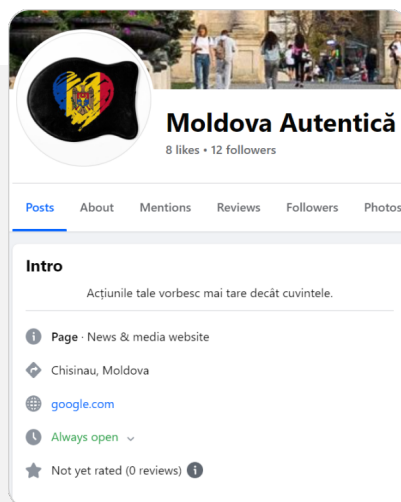 Moldova Autentică
8 likes • 12 followers
Posts About Mentions Reviews Followers Photos
Intro
Acțiunile tale vorbesc mai tare decât cuvintele.
Page · News & media website
Chisinau, Moldova
google.com
Always open
Not yet rated (0 reviews)